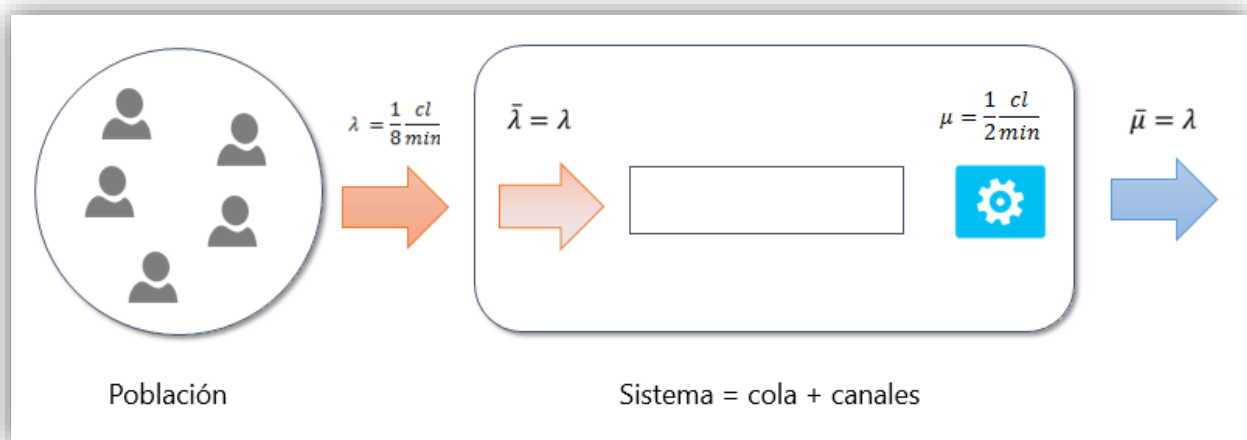 λ = 1/8 cl/min
λ̄ = λ
μ = 1/2 cl/min
μ̄ = λ
Población
Sistema = cola + canales